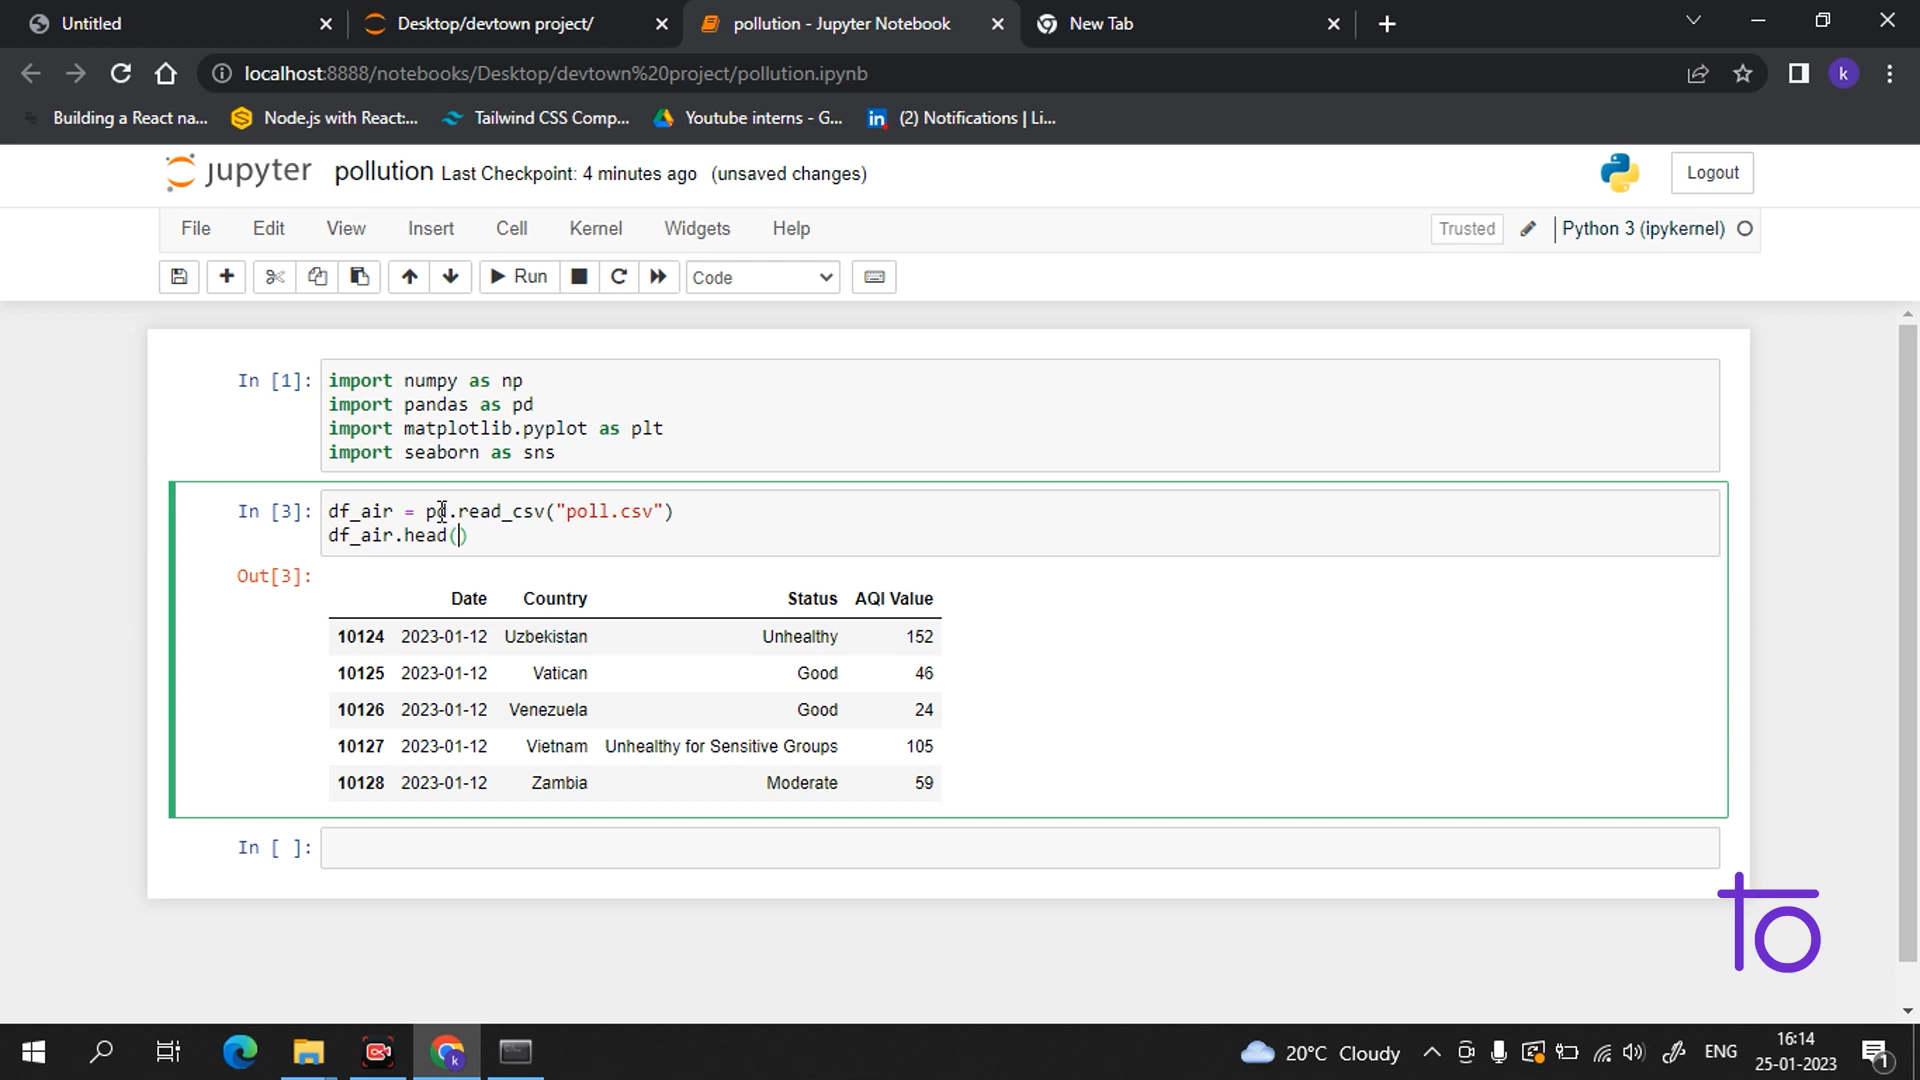 Untitled
Desktop/devtown project/
pollution - Jupyter Notebook
New Tab
localhost:8888/notebooks/Desktop/devtown%20project/pollution.ipynb
k
Building a React na...
Node.js with React:...
Tailwind CSS Comp...
Youtube interns - G...
in
(2) Notifications | Li...
jupyter pollution Last Checkpoint: 4 minutes ago (unsaved changes)
Logout
File Edit View Insert Cell Kernel Widgets Help
Trusted
Python 3 (ipykernel)
Run
Code
In [1]: import numpy as np
import pandas as pd
import matplotlib.pyplot as plt
import seaborn as sns
In [3]: df_air = pd.read_csv("poll.csv")
df_air.head()
Out[3]:
Date Country Status AQI Value
10124 2023-01-12 Uzbekistan Unhealthy 152
10125 2023-01-12 Vatican Good 46
10126 2023-01-12 Venezuela Good 24
10127 2023-01-12 Vietnam Unhealthy for Sensitive Groups 105
10128 2023-01-12 Zambia Moderate 59
In [ ]:
k
20°C Cloudy
ENG
16:14
25-01-2023
1